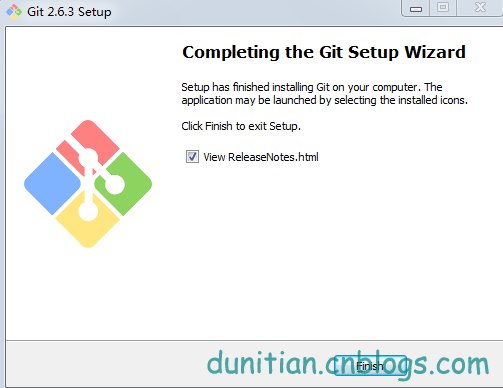 Git 2.6.3 Setup
Completing the Git Setup Wizard
Setup has finished installing Git on your computer. The
application may be launched by selecting the installed icons.
Click Finish to exit Setup.
View ReleaseNotes.html
Finish
dunitian.cnblogs.com